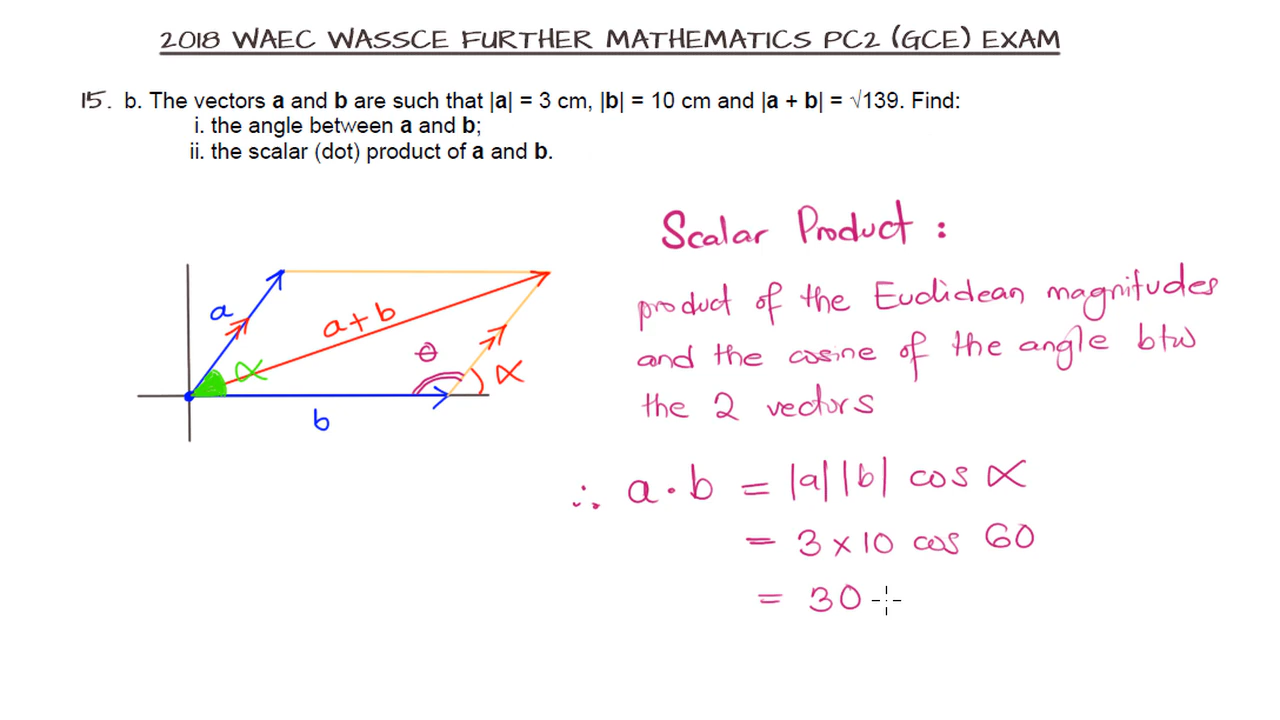 2018 WAEC WASSCE FURTHER MATHEMATICS PC2 (GCE) EXAM
15. b. The vectors a and b are such that |a| = 3 cm, |b| = 10 cm and |a + b| = √139. Find:
i. the angle between a and b;
ii. the scalar (dot) product of a and b.
Scalar Product :
product of the Euclidean magnitudes
and the cosine of the angle btw
the 2 vectors
a
a+b
θ
α
α
b
∴ a · b = |a| |b| cos α
= 3 × 10 cos 60
= 30